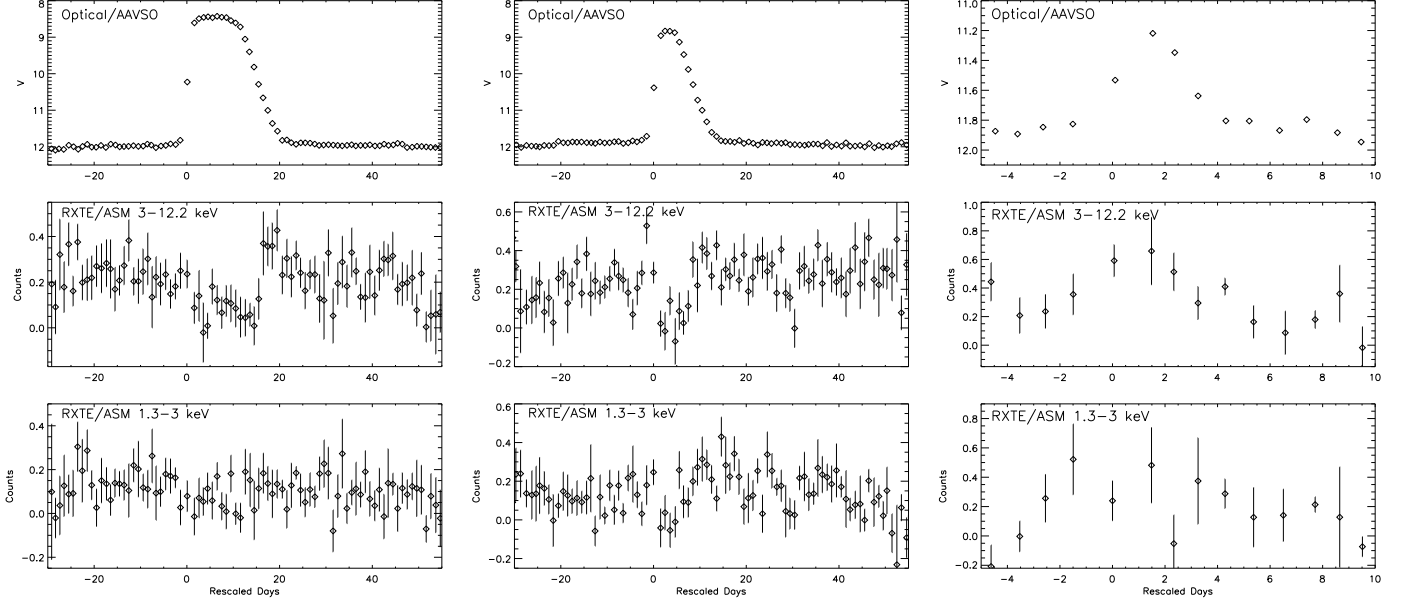 Optical/AAVSO
V
8
9
10
11
12
−20 0 20 40
Optical/AAVSO
V
8
9
10
11
12
−20 0 20 40
Optical/AAVSO
V
11.0
11.2
11.4
11.6
11.8
12.0
−4 −2 0 2 4 6 8 10
RXTE/ASM 3−12.2 keV
Counts
0.4
0.2
0.0
−20 0 20 40
RXTE/ASM 3−12.2 keV
Counts
0.6
0.4
0.2
0.0
−0.2
−20 0 20 40
RXTE/ASM 3−12.2 keV
Counts
1.0
0.8
0.6
0.4
0.2
0.0
−4 −2 0 2 4 6 8 10
RXTE/ASM 1.3−3 keV
Counts
0.4
0.2
0.0
−0.2
−20 0 20 40
Rescaled Days
RXTE/ASM 1.3−3 keV
Counts
0.6
0.4
0.2
0.0
−0.2
−20 0 20 40
Rescaled Days
RXTE/ASM 1.3−3 keV
Counts
0.8
0.6
0.4
0.2
0.0
−0.2
−4 −2 0 2 4 6 8 10
Rescaled Days